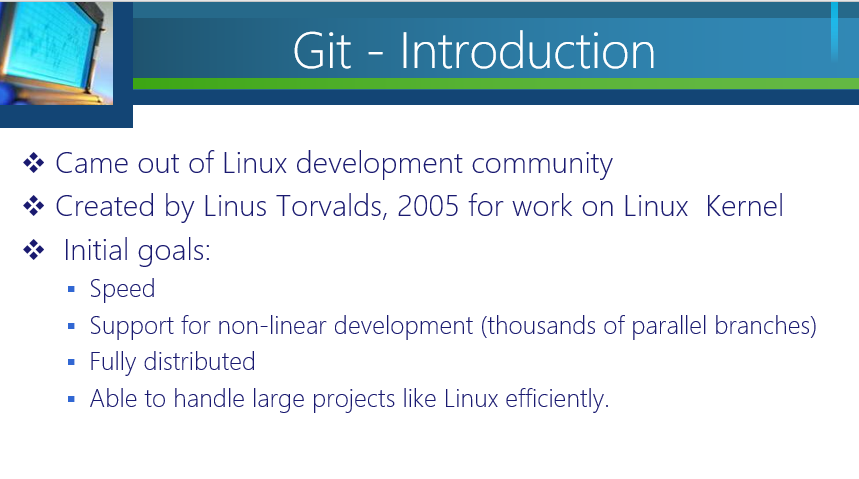 Git - Introduction
❖ Came out of Linux development community
❖ Created by Linus Torvalds, 2005 for work on Linux  Kernel
❖ Initial goals:
▪ Speed
▪ Support for non-linear development (thousands of parallel branches)
▪ Fully distributed
▪ Able to handle large projects like Linux efficiently.